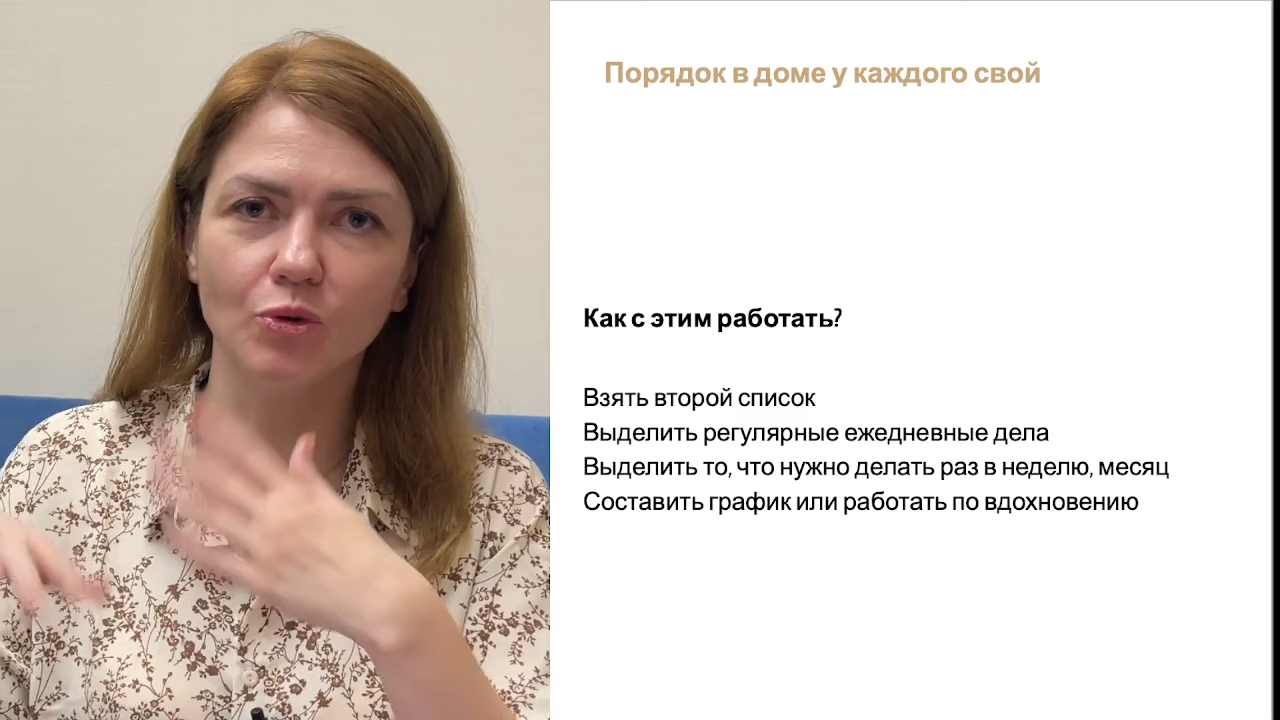 Порядок в доме у каждого свой
Как с этим работать?
Взять второй список
Выделить регулярные ежедневные дела
Выделить то, что нужно делать раз в неделю, месяц
Составить график или работать по вдохновению